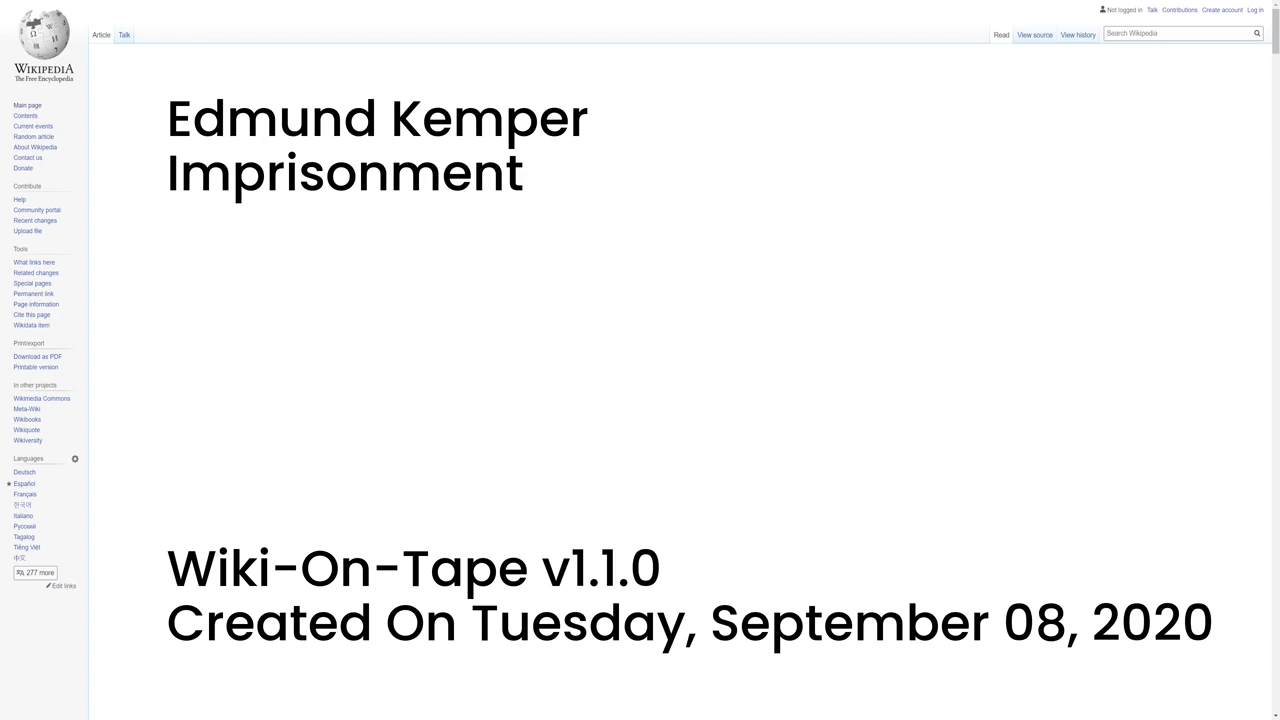 Not logged in Talk Contributions Create account Log in
Article Talk
Read View source View history Search Wikipedia
WIKIPEDIA
The Free Encyclopedia
Main page
Contents
Current events
Random article
About Wikipedia
Contact us
Donate
Contribute
Help
Community portal
Recent changes
Upload file
Tools
What links here
Related changes
Special pages
Permanent link
Page information
Cite this page
Wikidata item
Print/export
Download as PDF
Printable version
In other projects
Wikimedia Commons
Meta-Wiki
Wikibooks
Wikiquote
Wikiversity
Languages
Deutsch
Español
Français
한국어
Italiano
Русский
Tagalog
Tiếng Việt
中文
277 more
Edit links
Edmund Kemper
Imprisonment
Wiki-On-Tape v1.1.0
Created On Tuesday, September 08, 2020